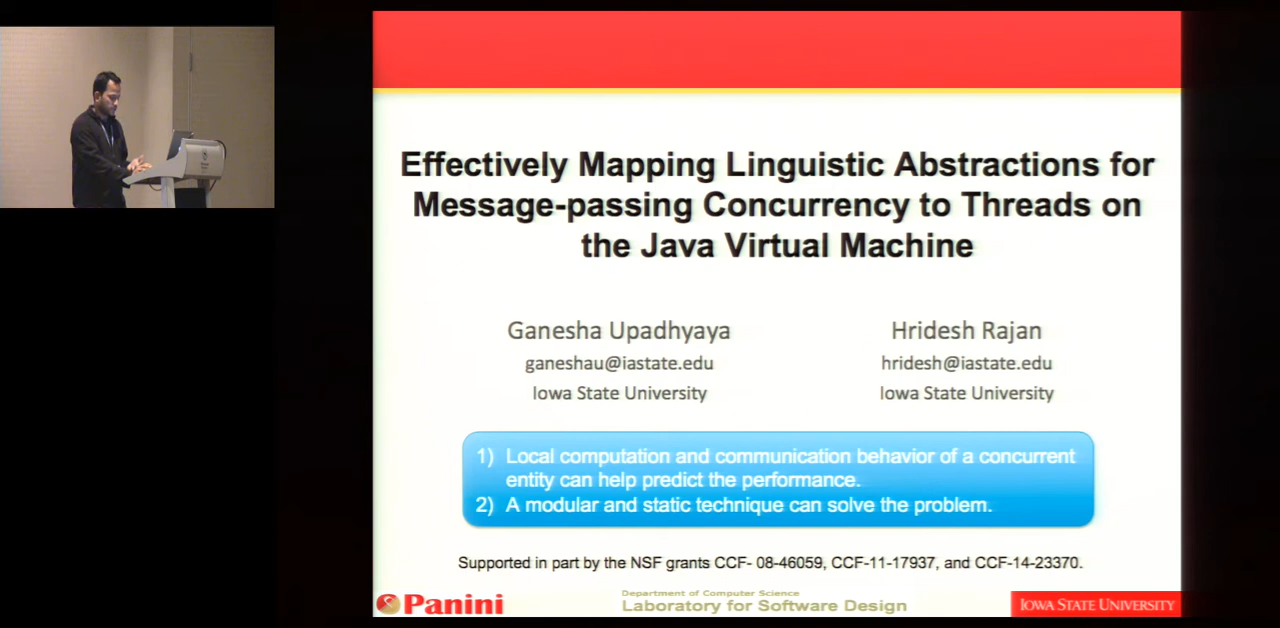 Effectively Mapping Linguistic Abstractions for
Message-passing Concurrency to Threads on
the Java Virtual Machine
Ganesha Upadhyaya
ganeshau@iastate.edu
Iowa State University
Hridesh Rajan
hridesh@iastate.edu
Iowa State University
1) Local computation and communication behavior of a concurrent
entity can help predict the performance.
2) A modular and static technique can solve the problem.
Supported in part by the NSF grants CCF- 08-46059, CCF-11-17937, and CCF-14-23370.
Panini
Department of Computer Science
Laboratory for Software Design
IOWA STATE UNIVERSITY